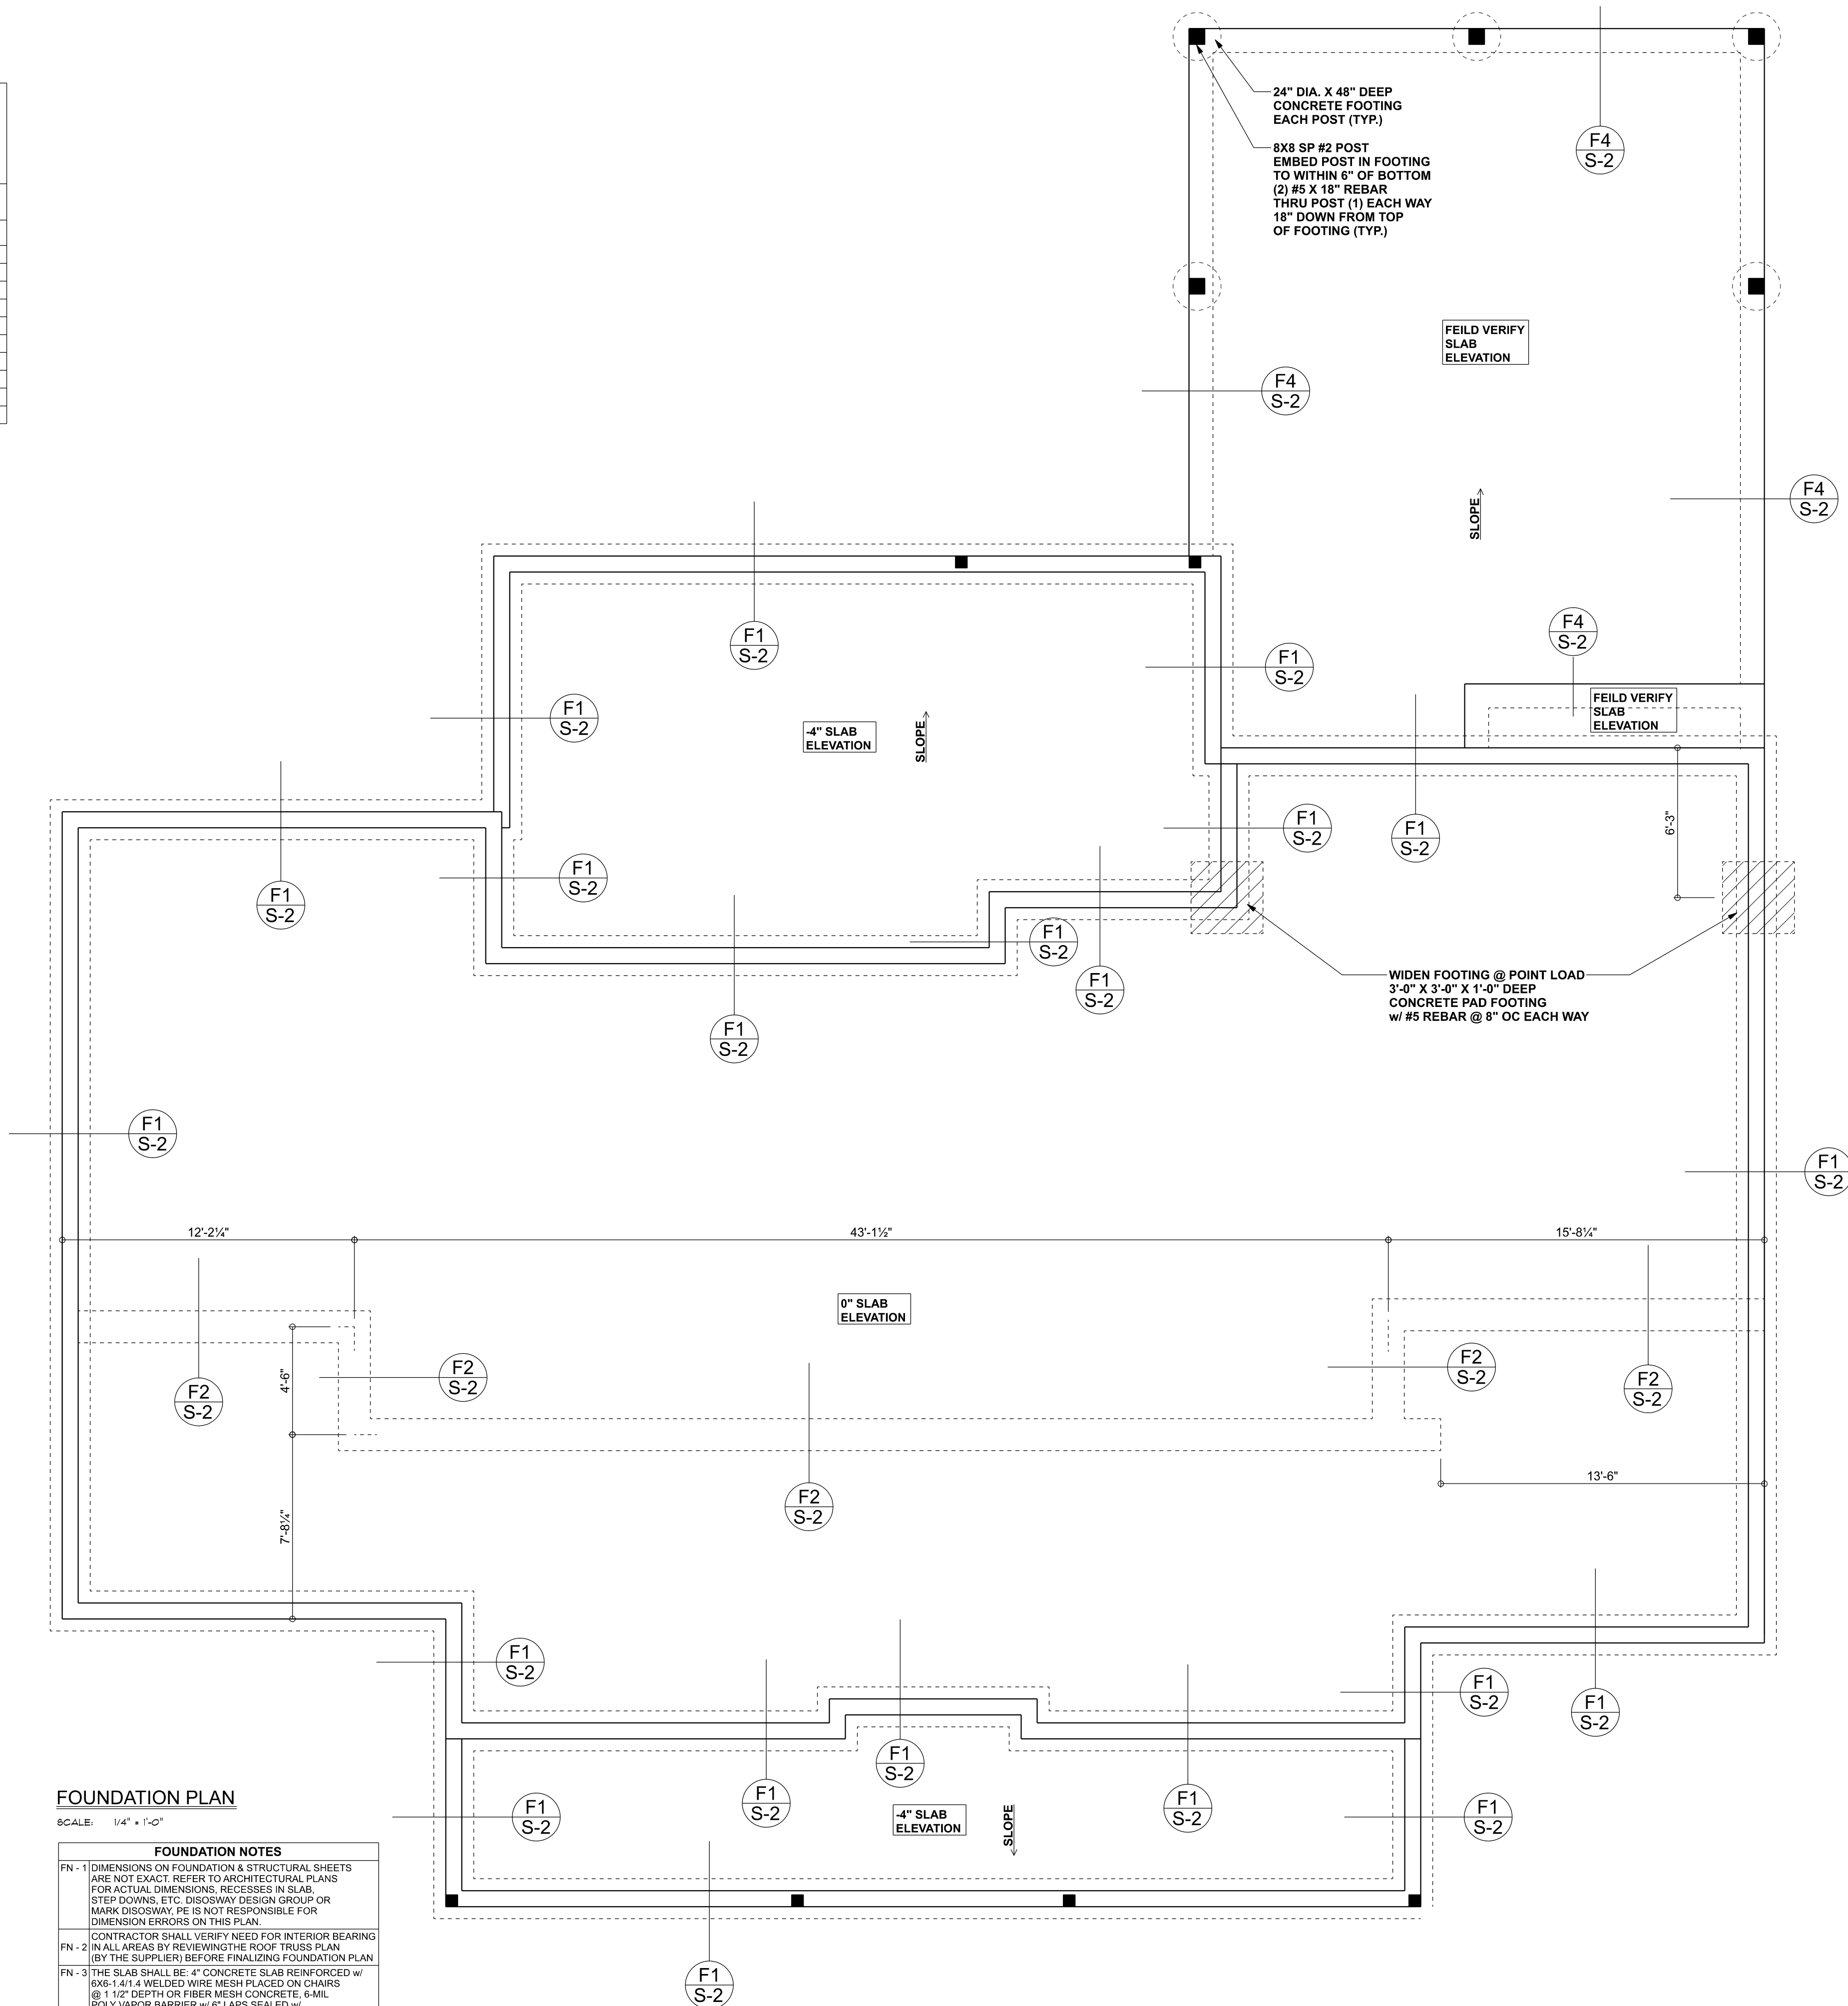 24" DIA. X 48" DEEP
CONCRETE FOOTING
EACH POST (TYP.)
8X8 SP #2 POST
EMBED POST IN FOOTING
TO WITHIN 6" OF BOTTOM
(2) #5 X 18" REBAR
THRU POST (1) EACH WAY
18" DOWN FROM TOP
OF FOOTING (TYP.)
F4
S-2
FEILD VERIFY
SLAB
ELEVATION
F4
S-2
F4
S-2
SLOPE
F4
S-2
F1
S-2
F1
S-2
FEILD VERIFY
SLAB
ELEVATION
F1
S-2
-4" SLAB
ELEVATION
SLOPE
6'-3"
F1
S-2
F1
S-2
F1
S-2
F1
S-2
F1
S-2
F1
S-2
F1
S-2
WIDEN FOOTING @ POINT LOAD
3'-0" X 3'-0" X 1'-0" DEEP
CONCRETE PAD FOOTING
w/ #5 REBAR @ 8" OC EACH WAY
F1
S-2
F1
S-2
F1
S-2
12'-2¼"
43'-1½"
15'-8¼"
0" SLAB
ELEVATION
F2
S-2
4'-6"
F2
S-2
F2
S-2
F2
S-2
13'-6"
F2
S-2
7'-8¼"
F1
S-2
F1
S-2
F1
S-2
F1
S-2
F1
S-2
F1
S-2
F1
S-2
-4" SLAB
ELEVATION
SLOPE
F1
S-2
F1
S-2
FOUNDATION PLAN
SCALE: 1/4" = 1'-0"
FOUNDATION NOTES
FN - 1 DIMENSIONS ON FOUNDATION & STRUCTURAL SHEETS
ARE NOT EXACT. REFER TO ARCHITECTURAL PLANS
FOR ACTUAL DIMENSIONS, RECESSES IN SLAB,
STEP DOWNS, ETC. DISOSWAY DESIGN GROUP OR
MARK DISOSWAY, PE IS NOT RESPONSIBLE FOR
DIMENSION ERRORS ON THIS PLAN.
CONTRACTOR SHALL VERIFY NEED FOR INTERIOR BEARING
FN - 2 IN ALL AREAS BY REVIEWINGTHE ROOF TRUSS PLAN
(BY THE SUPPLIER) BEFORE FINALIZING FOUNDATION PLAN
FN - 3 THE SLAB SHALL BE: 4" CONCRETE SLAB REINFORCED w/
6X6-1.4/1.4 WELDED WIRE MESH PLACED ON CHAIRS
@ 1 1/2" DEPTH OR FIBER MESH CONCRETE, 6-MIL
POLY VAPOR BARRIER w/ 6" LAPS SEALED w/
F1
S-2